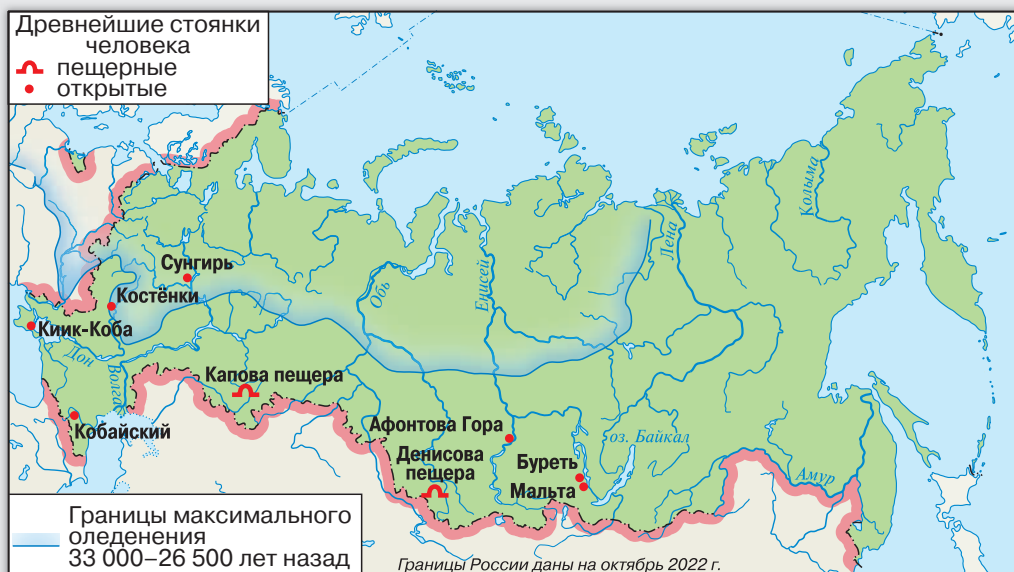 Древнейшие стоянки
человека
пещерные
открытые
Сунгирь
Костёнки
Киик-Коба
Дон
Волга
Капова пещера
Кобайский
Обь
Енисей
Лена
Колыма
Афонтова Гора
Денисова
пещера
Буреть
Мальта
оз. Байкал
Амур
Границы максимального
оледенения
33 000–26 500 лет назад
Границы России даны на октябрь 2022 г.